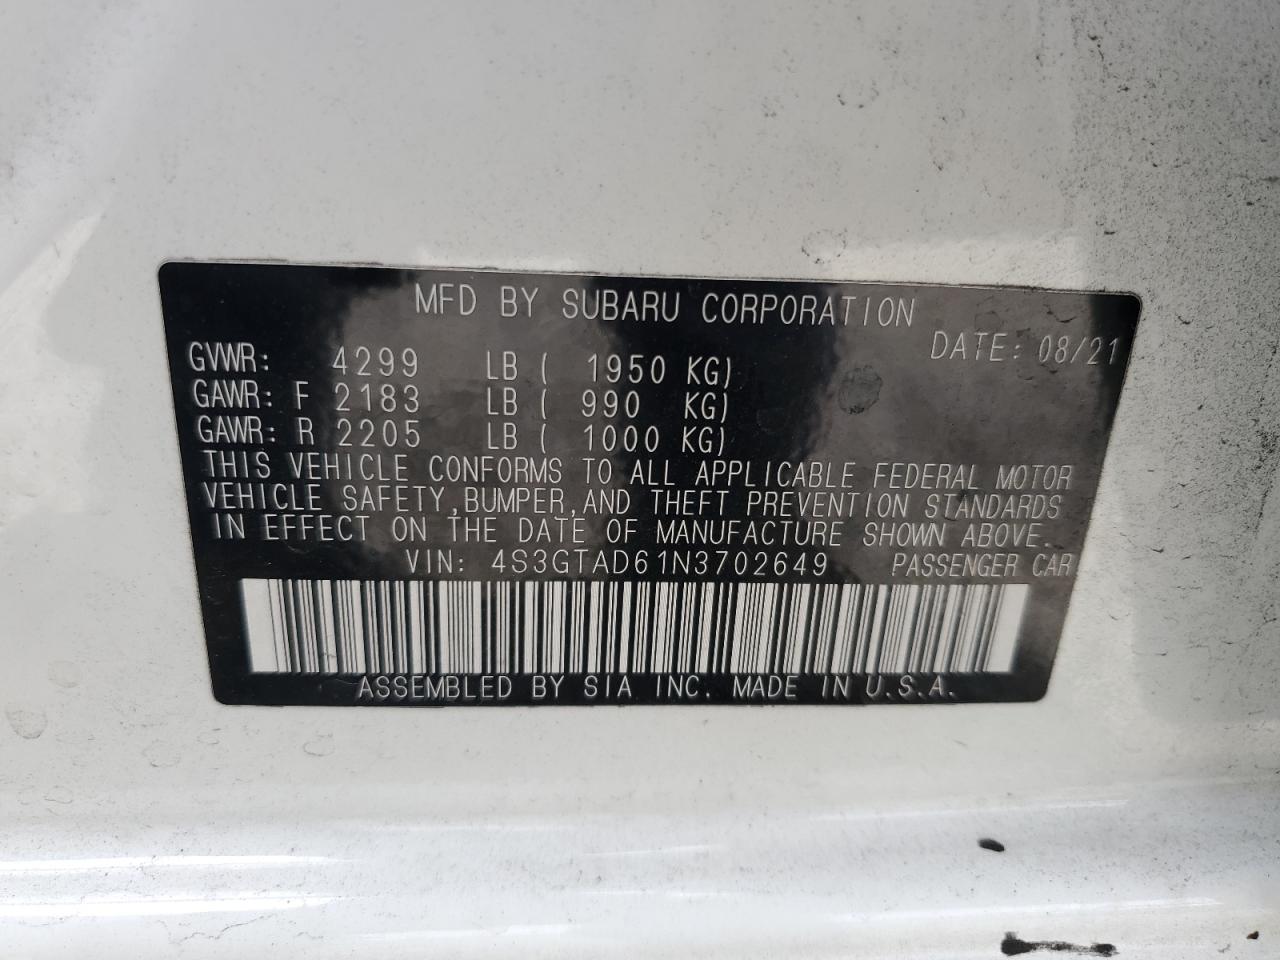 MFD BY SUBARU CORPORATION
DATE: 08/21
GVWR: 4299 LB ( 1950 KG)
GAWR: F 2183 LB ( 990 KG)
GAWR: R 2205 LB ( 1000 KG)
THIS VEHICLE CONFORMS TO ALL APPLICABLE FEDERAL MOTOR
VEHICLE SAFETY,BUMPER,AND THEFT PREVENTION STANDARDS
IN EFFECT ON THE DATE OF MANUFACTURE SHOWN ABOVE.
VIN: 4S3GTAD61N3702649 PASSENGER CAR
ASSEMBLED BY SIA INC. MADE IN U.S.A.